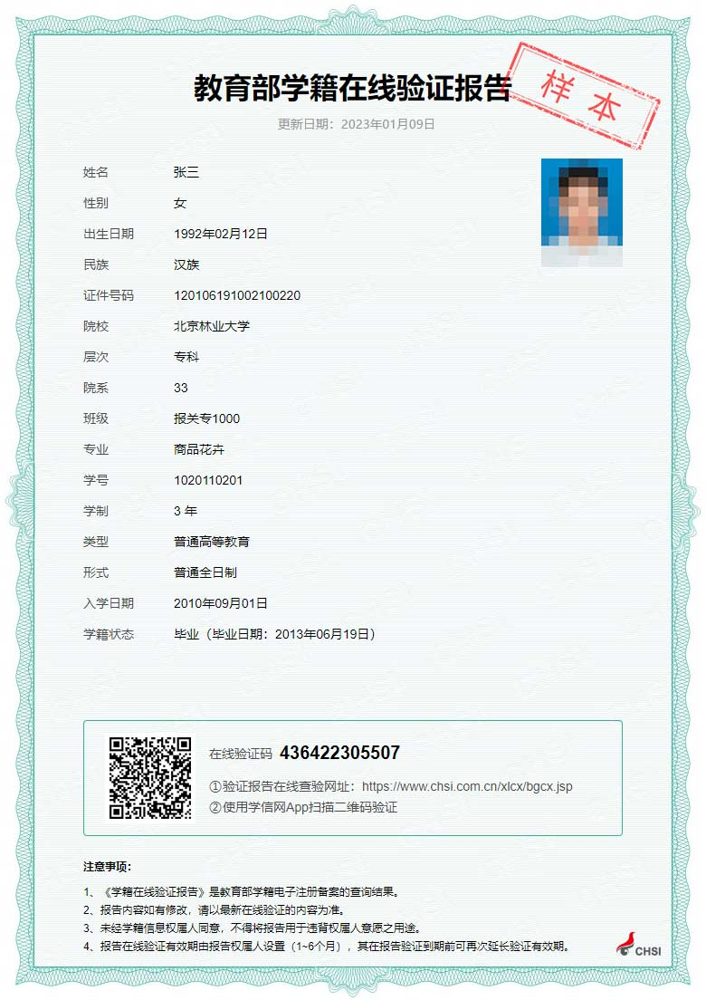 教育部学籍在线验证报告
样本
更新日期：2023年01月09日
姓名 张三
性别 女
出生日期 1992年02月12日
民族 汉族
证件号码 120106191002100220
院校 北京林业大学
层次 专科
院系 33
班级 报关专1000
专业 商品花卉
学号 1020110201
学制 3 年
类型 普通高等教育
形式 普通全日制
入学日期 2010年09月01日
学籍状态 毕业（毕业日期：2013年06月19日）
在线验证码 436422305507
①验证报告在线查验网址：https://www.chsi.com.cn/xlcx/bgcx.jsp
②使用学信网App扫描二维码验证
注意事项：
1、《学籍在线验证报告》是教育部学籍电子注册备案的查询结果。
2、报告内容如有修改，请以最新在线验证的内容为准。
3、未经学籍信息权属人同意，不得将报告用于违背权属人意愿之用途。
4、报告在线验证有效期由报告权属人设置（1~6个月），其在报告验证到期前可再次延长验证有效期。
CHSI